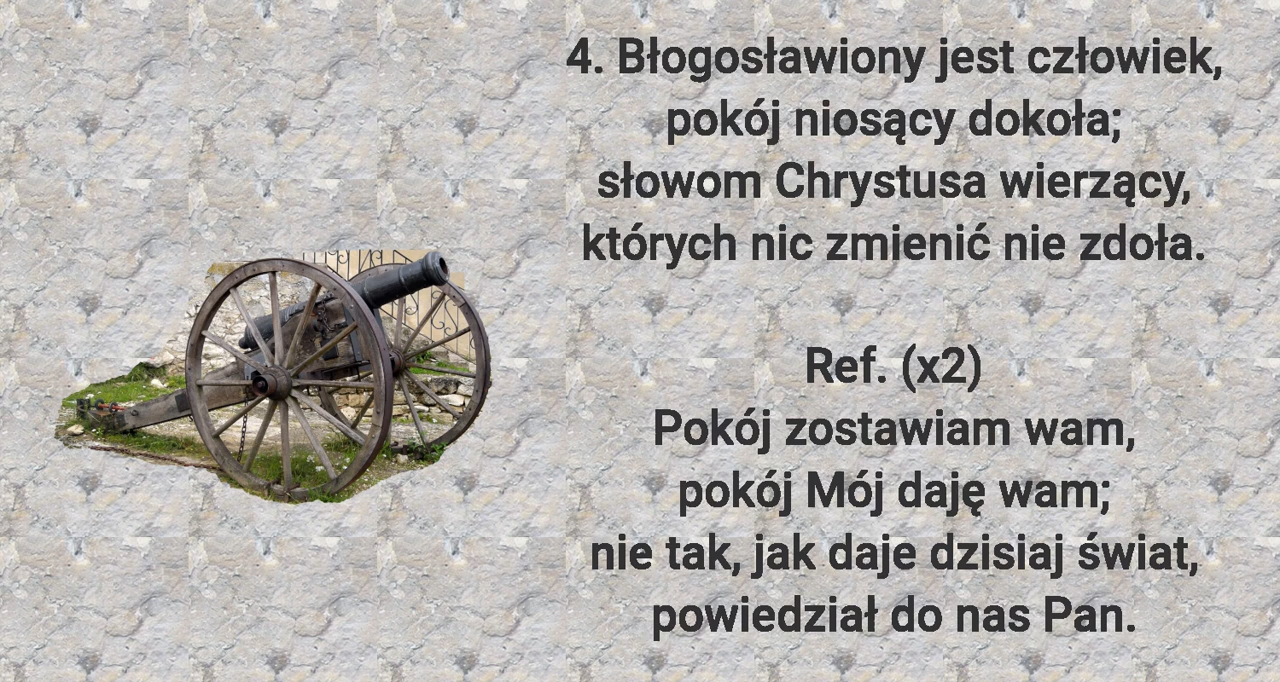 4. Błogosławiony jest człowiek,
pokój niosący dokoła;
słowom Chrystusa wierzący,
których nic zmienić nie zdoła.
Ref. (x2)
Pokój zostawiam wam,
pokój Mój daję wam;
nie tak, jak daje dzisiaj świat,
powiedział do nas Pan.